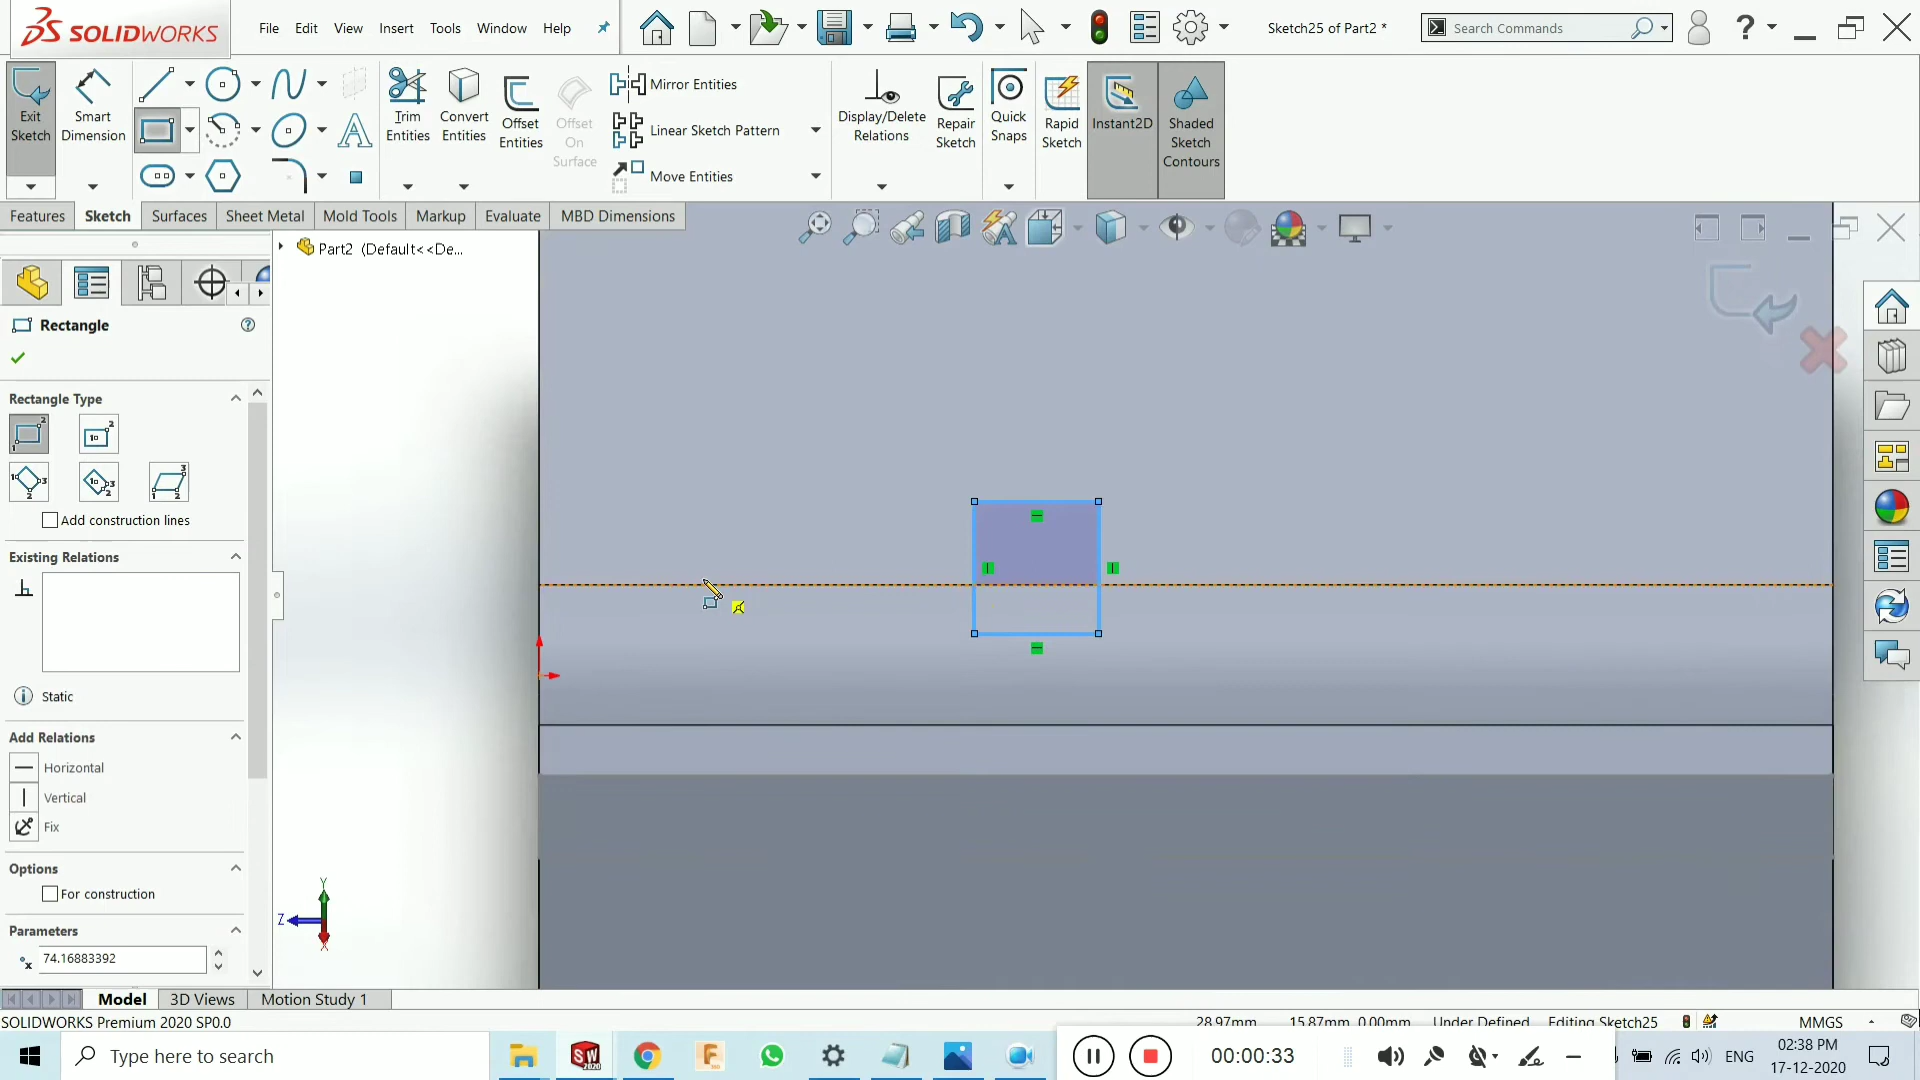 SOLIDWORKS
File Edit View Insert Tools Window Help
Sketch25 of Part2 *
Search Commands
Exit Sketch
Smart Dimension
Trim Entities
Convert Entities
Offset Entities
Offset On Surface
Mirror Entities
Linear Sketch Pattern
Move Entities
Display/Delete Relations
Repair Sketch
Quick Snaps
Rapid Sketch
Instant2D
Shaded Sketch Contours
Features Sketch Surfaces Sheet Metal Mold Tools Markup Evaluate MBD Dimensions
Part2 (Default<<De...
Rectangle
Rectangle Type
Add construction lines
Existing Relations
Static
Add Relations
Horizontal
Vertical
Fix
Options
For construction
Parameters
74.16883392
Y
Z
X
Model 3D Views Motion Study 1
SOLIDWORKS Premium 2020 SP0.0
28.97mm 15.87mm 0.00mm Under Defined Editing Sketch25 MMGS
Type here to search
00:00:33
ENG
02:38 PM
17-12-2020